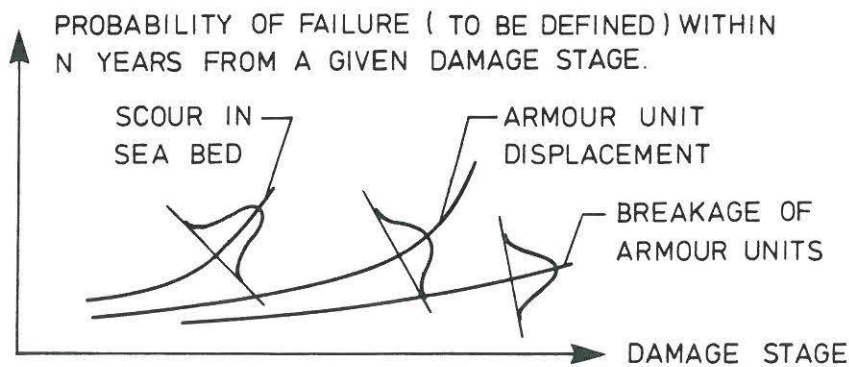 PROBABILITY OF FAILURE ( TO BE DEFINED ) WITHIN
N YEARS FROM A GIVEN DAMAGE STAGE.
SCOUR IN
SEA BED
ARMOUR UNIT
DISPLACEMENT
BREAKAGE OF
ARMOUR UNITS
DAMAGE STAGE